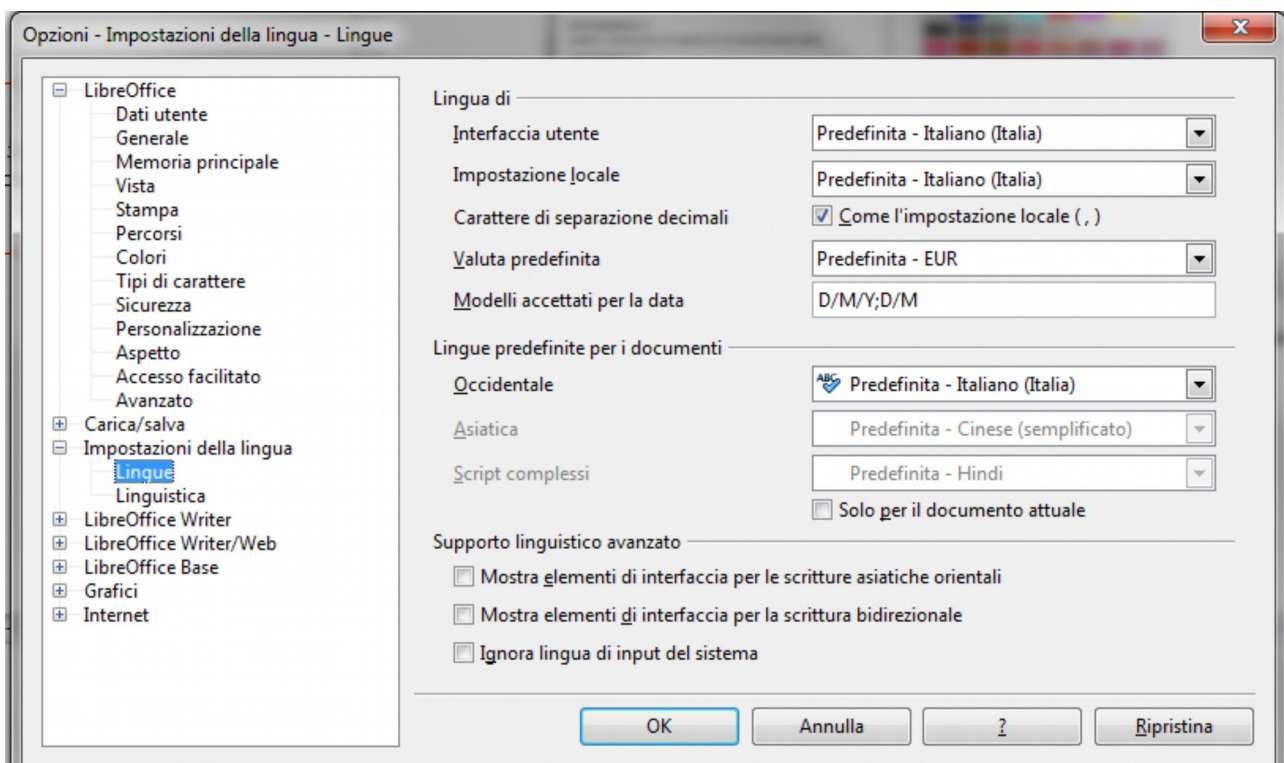 Opzioni - Impostazioni della lingua - Lingue
LibreOffice
Dati utente
Generale
Memoria principale
Vista
Stampa
Percorsi
Colori
Tipi di carattere
Sicurezza
Personalizzazione
Aspetto
Accesso facilitato
Avanzato
Carica/salva
Impostazioni della lingua
Lingue
Linguistica
LibreOffice Writer
LibreOffice Writer/Web
LibreOffice Base
Grafici
Internet
Lingua di
Interfaccia utente Predefinita - Italiano (Italia)
Impostazione locale Predefinita - Italiano (Italia)
Carattere di separazione decimali Come l'impostazione locale ( , )
Valuta predefinita Predefinita - EUR
Modelli accettati per la data D/M/Y;D/M
Lingue predefinite per i documenti
Occidentale ABC Predefinita - Italiano (Italia)
Asiatica Predefinita - Cinese (semplificato)
Script complessi Predefinita - Hindi
Solo per il documento attuale
Supporto linguistico avanzato
Mostra elementi di interfaccia per le scritture asiatiche orientali
Mostra elementi di interfaccia per la scrittura bidirezionale
Ignora lingua di input del sistema
OK Annulla ? Ripristina